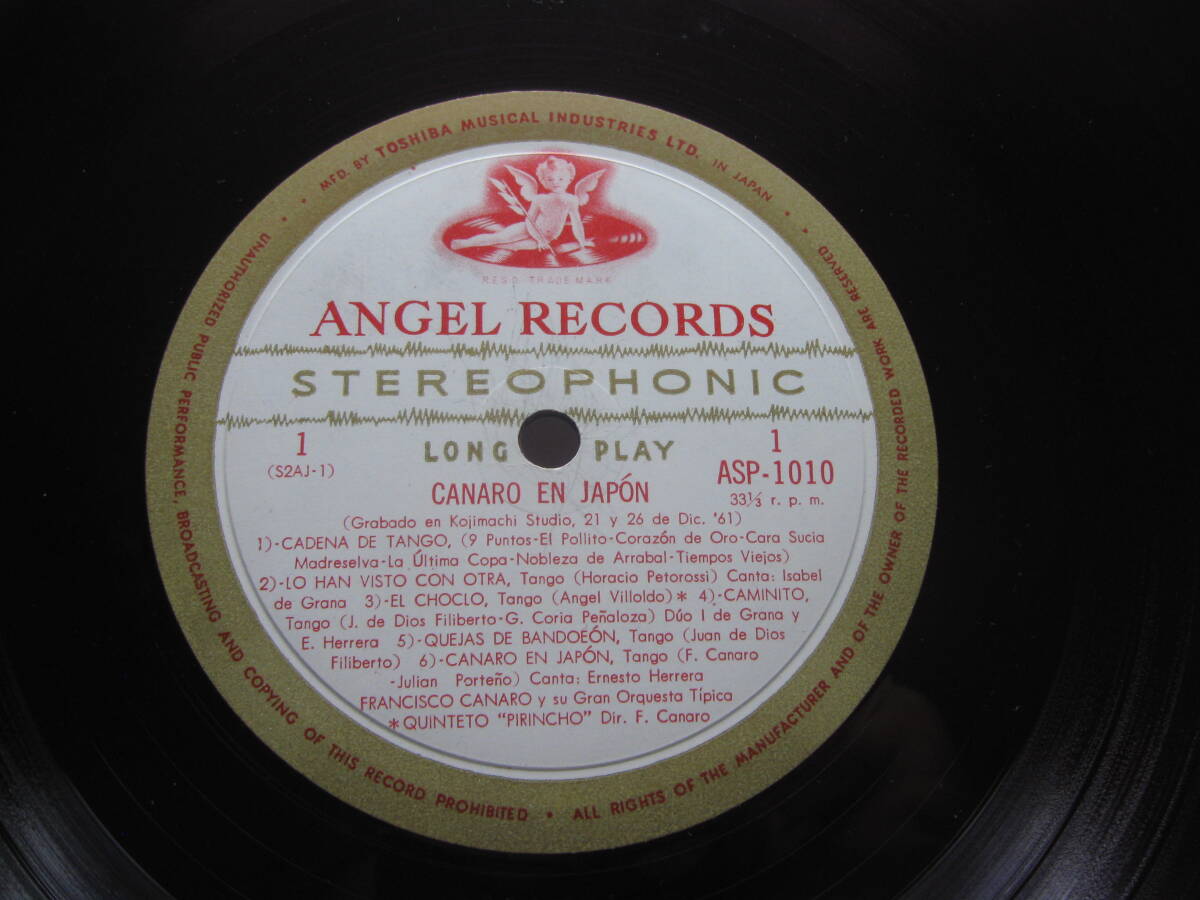 MFD. BY TOSHIBA MUSICAL INDUSTRIES LTD. IN JAPAN
REGD. TRADE MARK
ANGEL RECORDS
STEREOPHONIC
1 LONG PLAY 1
(S2AJ-1) ASP-1010
CANARO EN JAPÓN 33⅓ r. p. m.
(Grabado en Kojimachi Studio, 21 y 26 de Dic. '61)
1)-CADENA DE TANGO, (9 Puntos-El Pollito-Corazón de Oro-Cara Sucia
Madreselva-La Última Copa-Nobleza de Arrabal-Tiempos Viejos)
2)-LO HAN VISTO CON OTRA, Tango (Horacio Petorossi) Canta: Isabel
de Grana 3)-EL CHOCLO, Tango (Angel Villoldo)* 4)-CAMINITO,
Tango (J. de Dios Filiberto-G. Coria Peñaloza) Dúo I de Grana y
E. Herrera 5)-QUEJAS DE BANDOEÓN, Tango (Juan de Dios
Filiberto) 6)-CANARO EN JAPÓN, Tango (F. Canaro
-Julian Porteño) Canta: Ernesto Herrera
FRANCISCO CANARO y su Gran Orquesta Típica
*QUINTETO "PIRINCHO" Dir. F. Canaro
UNAUTHORIZED PUBLIC PERFORMANCE, BROADCASTING AND COPYING OF THIS RECORD PROHIBITED • ALL RIGHTS OF THE MANUFACTURER AND OF THE OWNER OF THE RECORDED WORK ARE RESERVED